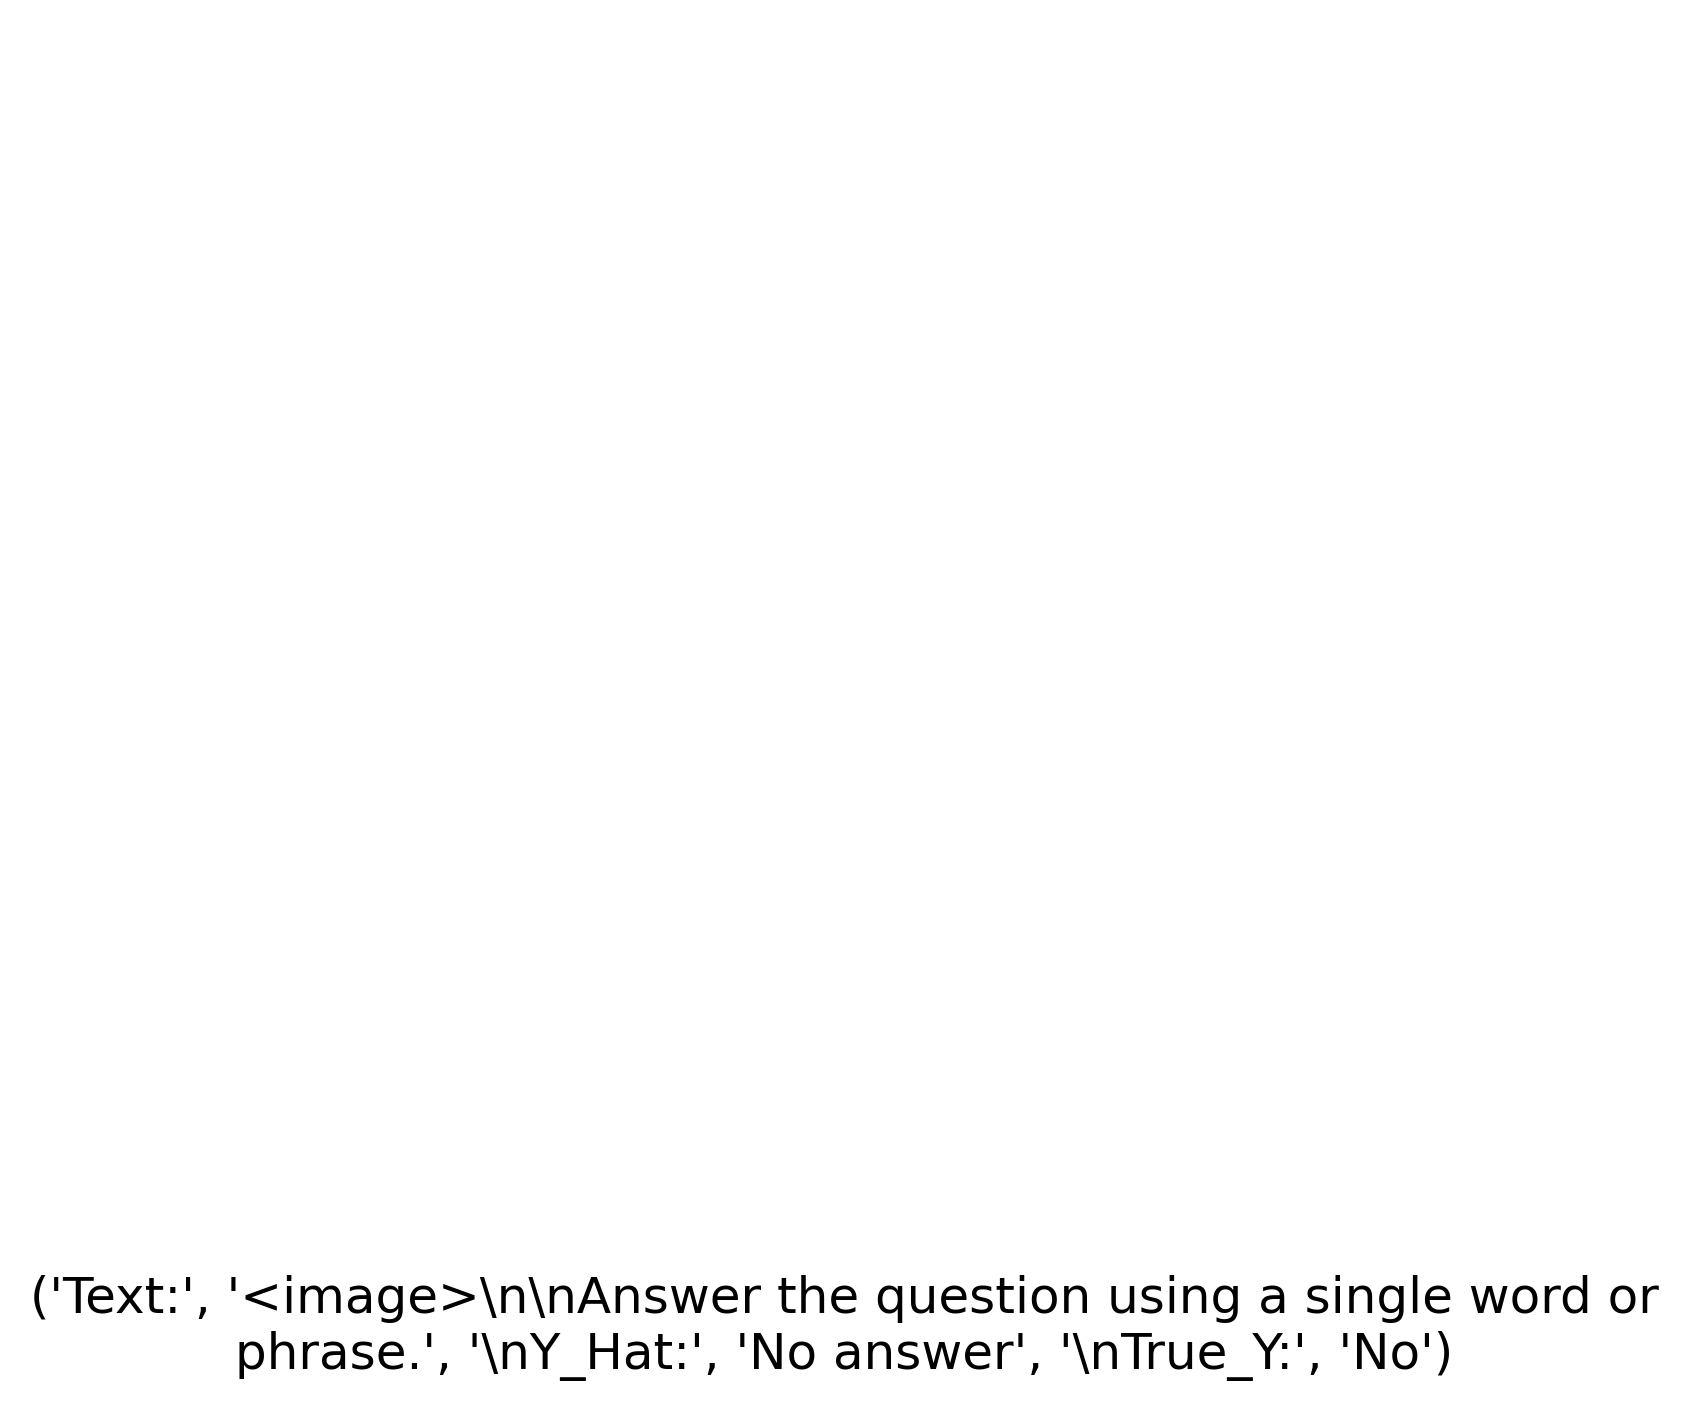 ('Text:', '<image>\n\nAnswer the question using a single word or
phrase.', '\nY_Hat:', 'No answer', '\nTrue_Y:', 'No')